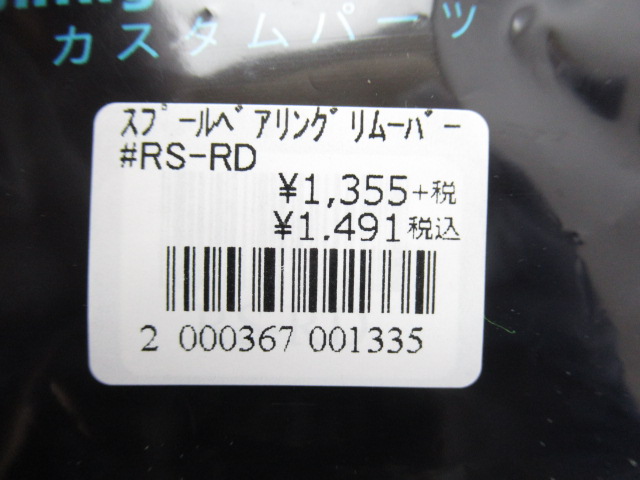 カスタムパーツ
ｽﾌﾟｰﾙﾍﾞｱﾘﾝｸﾞﾘﾑｰﾊﾞｰ
#RS-RD
¥1,355+税
¥1,491税込
2 000367 001335